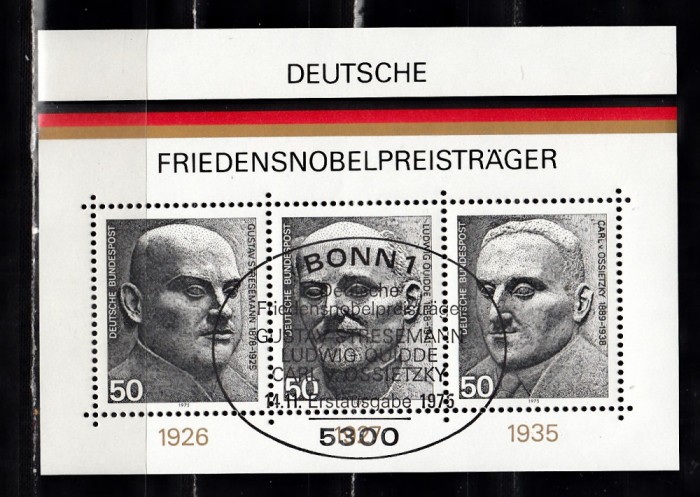 DEUTSCHE
FRIEDENSNOBELPREISTRÄGER
DEUTSCHE BUNDESPOST
GUSTAV STRESEMANN 1878-1929
50
1975
DEUTSCHE BUNDESPOST
LUDWIG QUIDDE 1858-1941
50
DEUTSCHE BUNDESPOST
CARL v. OSSIETZKY 1889-1938
50
1975
BONN 1
Deutsche
Friedensnobelpreisträger
GUSTAV STRESEMANN
LUDWIG QUIDDE
CARL v. OSSIETZKY
14.11. Erstausgabe 1975
5300
1926
1927
1935